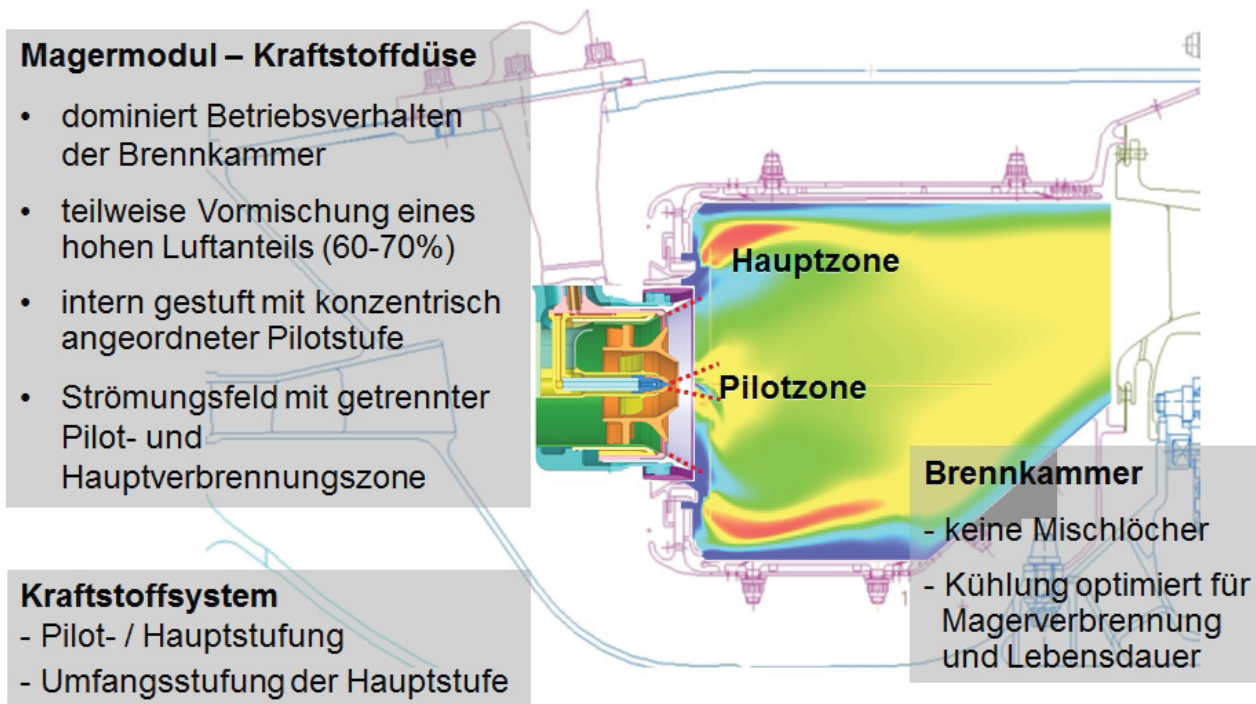 Magermodul – Kraftstoffdüse
• dominiert Betriebsverhalten
der Brennkammer
• teilweise Vormischung eines
hohen Luftanteils (60-70%)
• intern gestuft mit konzentrisch
angeordneter Pilotstufe
• Strömungsfeld mit getrennter
Pilot- und
Hauptverbrennungszone
Kraftstoffsystem
- Pilot- / Hauptstufung
- Umfangsstufung der Hauptstufe
Hauptzone
Pilotzone
Brennkammer
- keine Mischlöcher
- Kühlung optimiert für
Magerverbrennung
und Lebensdauer